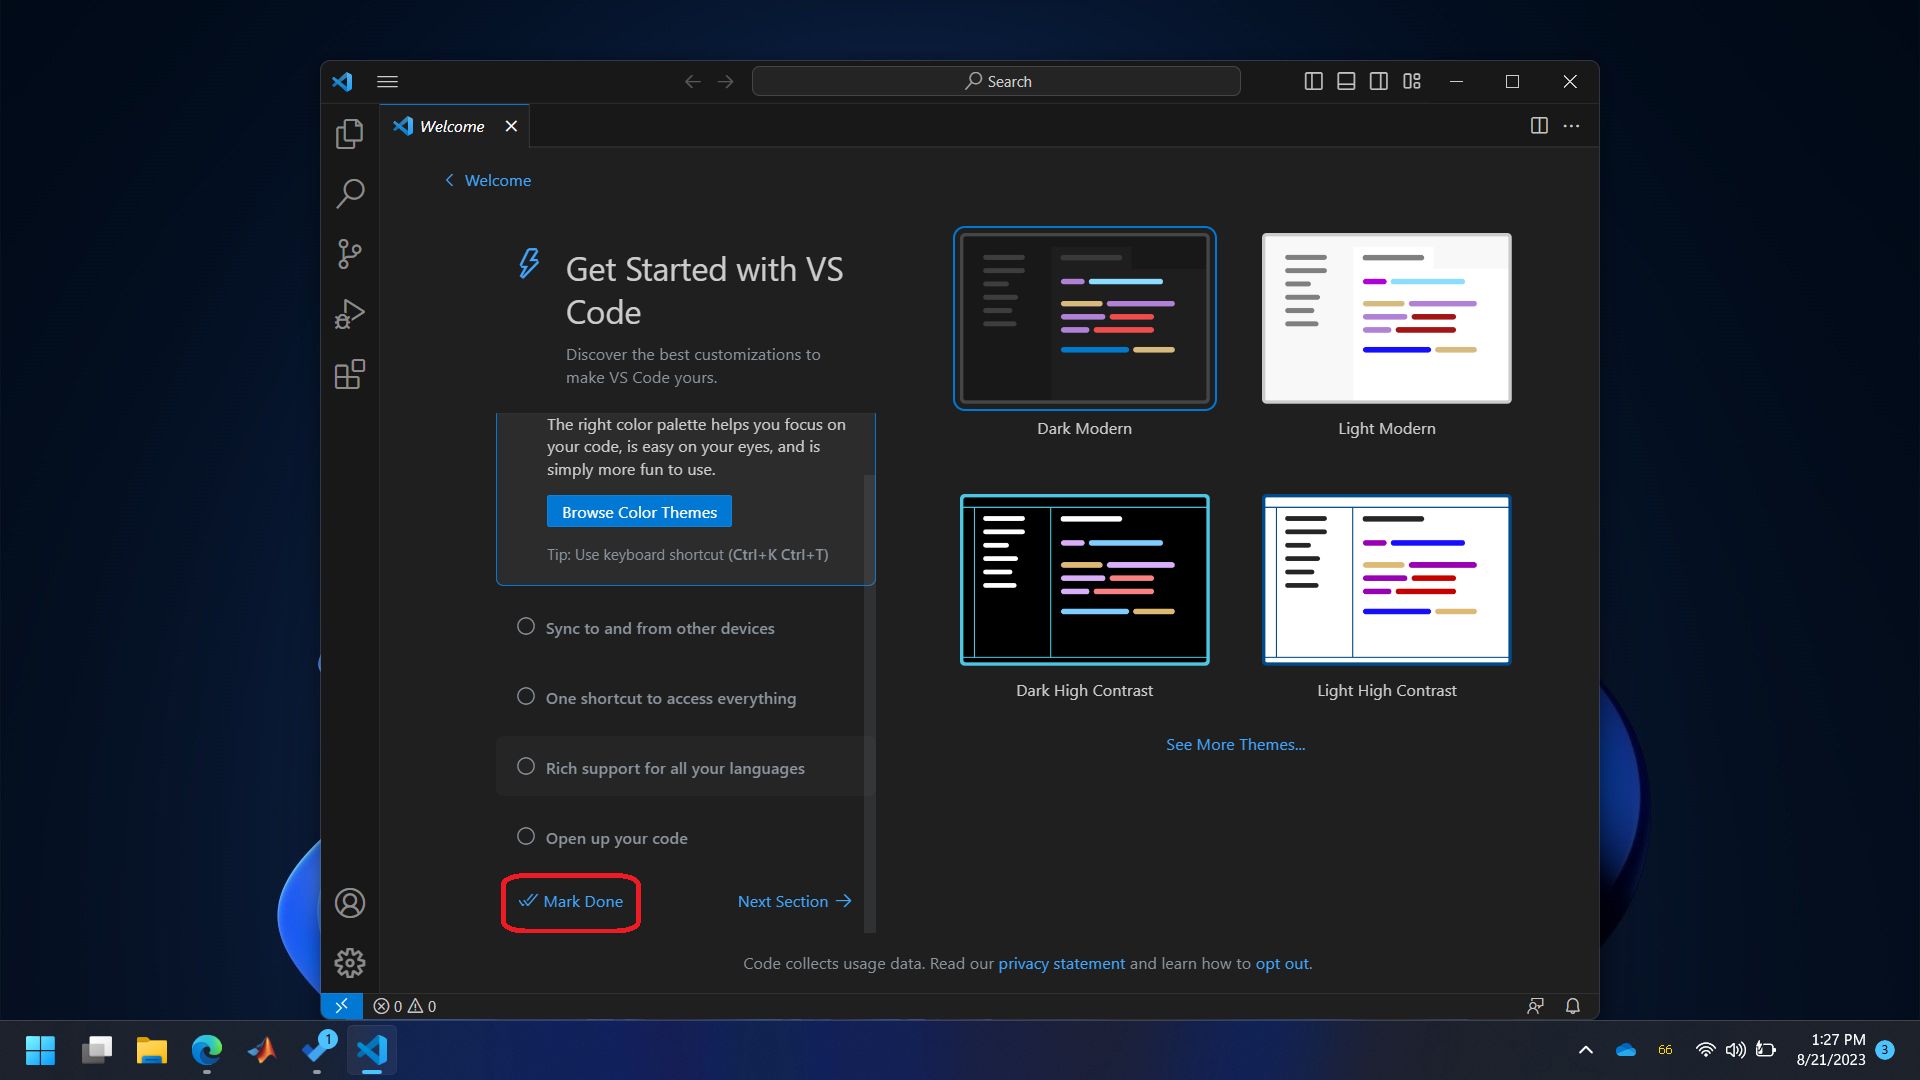 Search
Welcome
Welcome
Get Started with VS
Code
Discover the best customizations to
make VS Code yours.
The right color palette helps you focus on
your code, is easy on your eyes, and is
simply more fun to use.
Browse Color Themes
Tip: Use keyboard shortcut (Ctrl+K Ctrl+T)
Sync to and from other devices
One shortcut to access everything
Rich support for all your languages
Open up your code
Mark Done
Next Section
Dark Modern
Light Modern
Dark High Contrast
Light High Contrast
See More Themes...
Code collects usage data. Read our privacy statement and learn how to opt out.
0 0
1
66
1:27 PM
8/21/2023
3